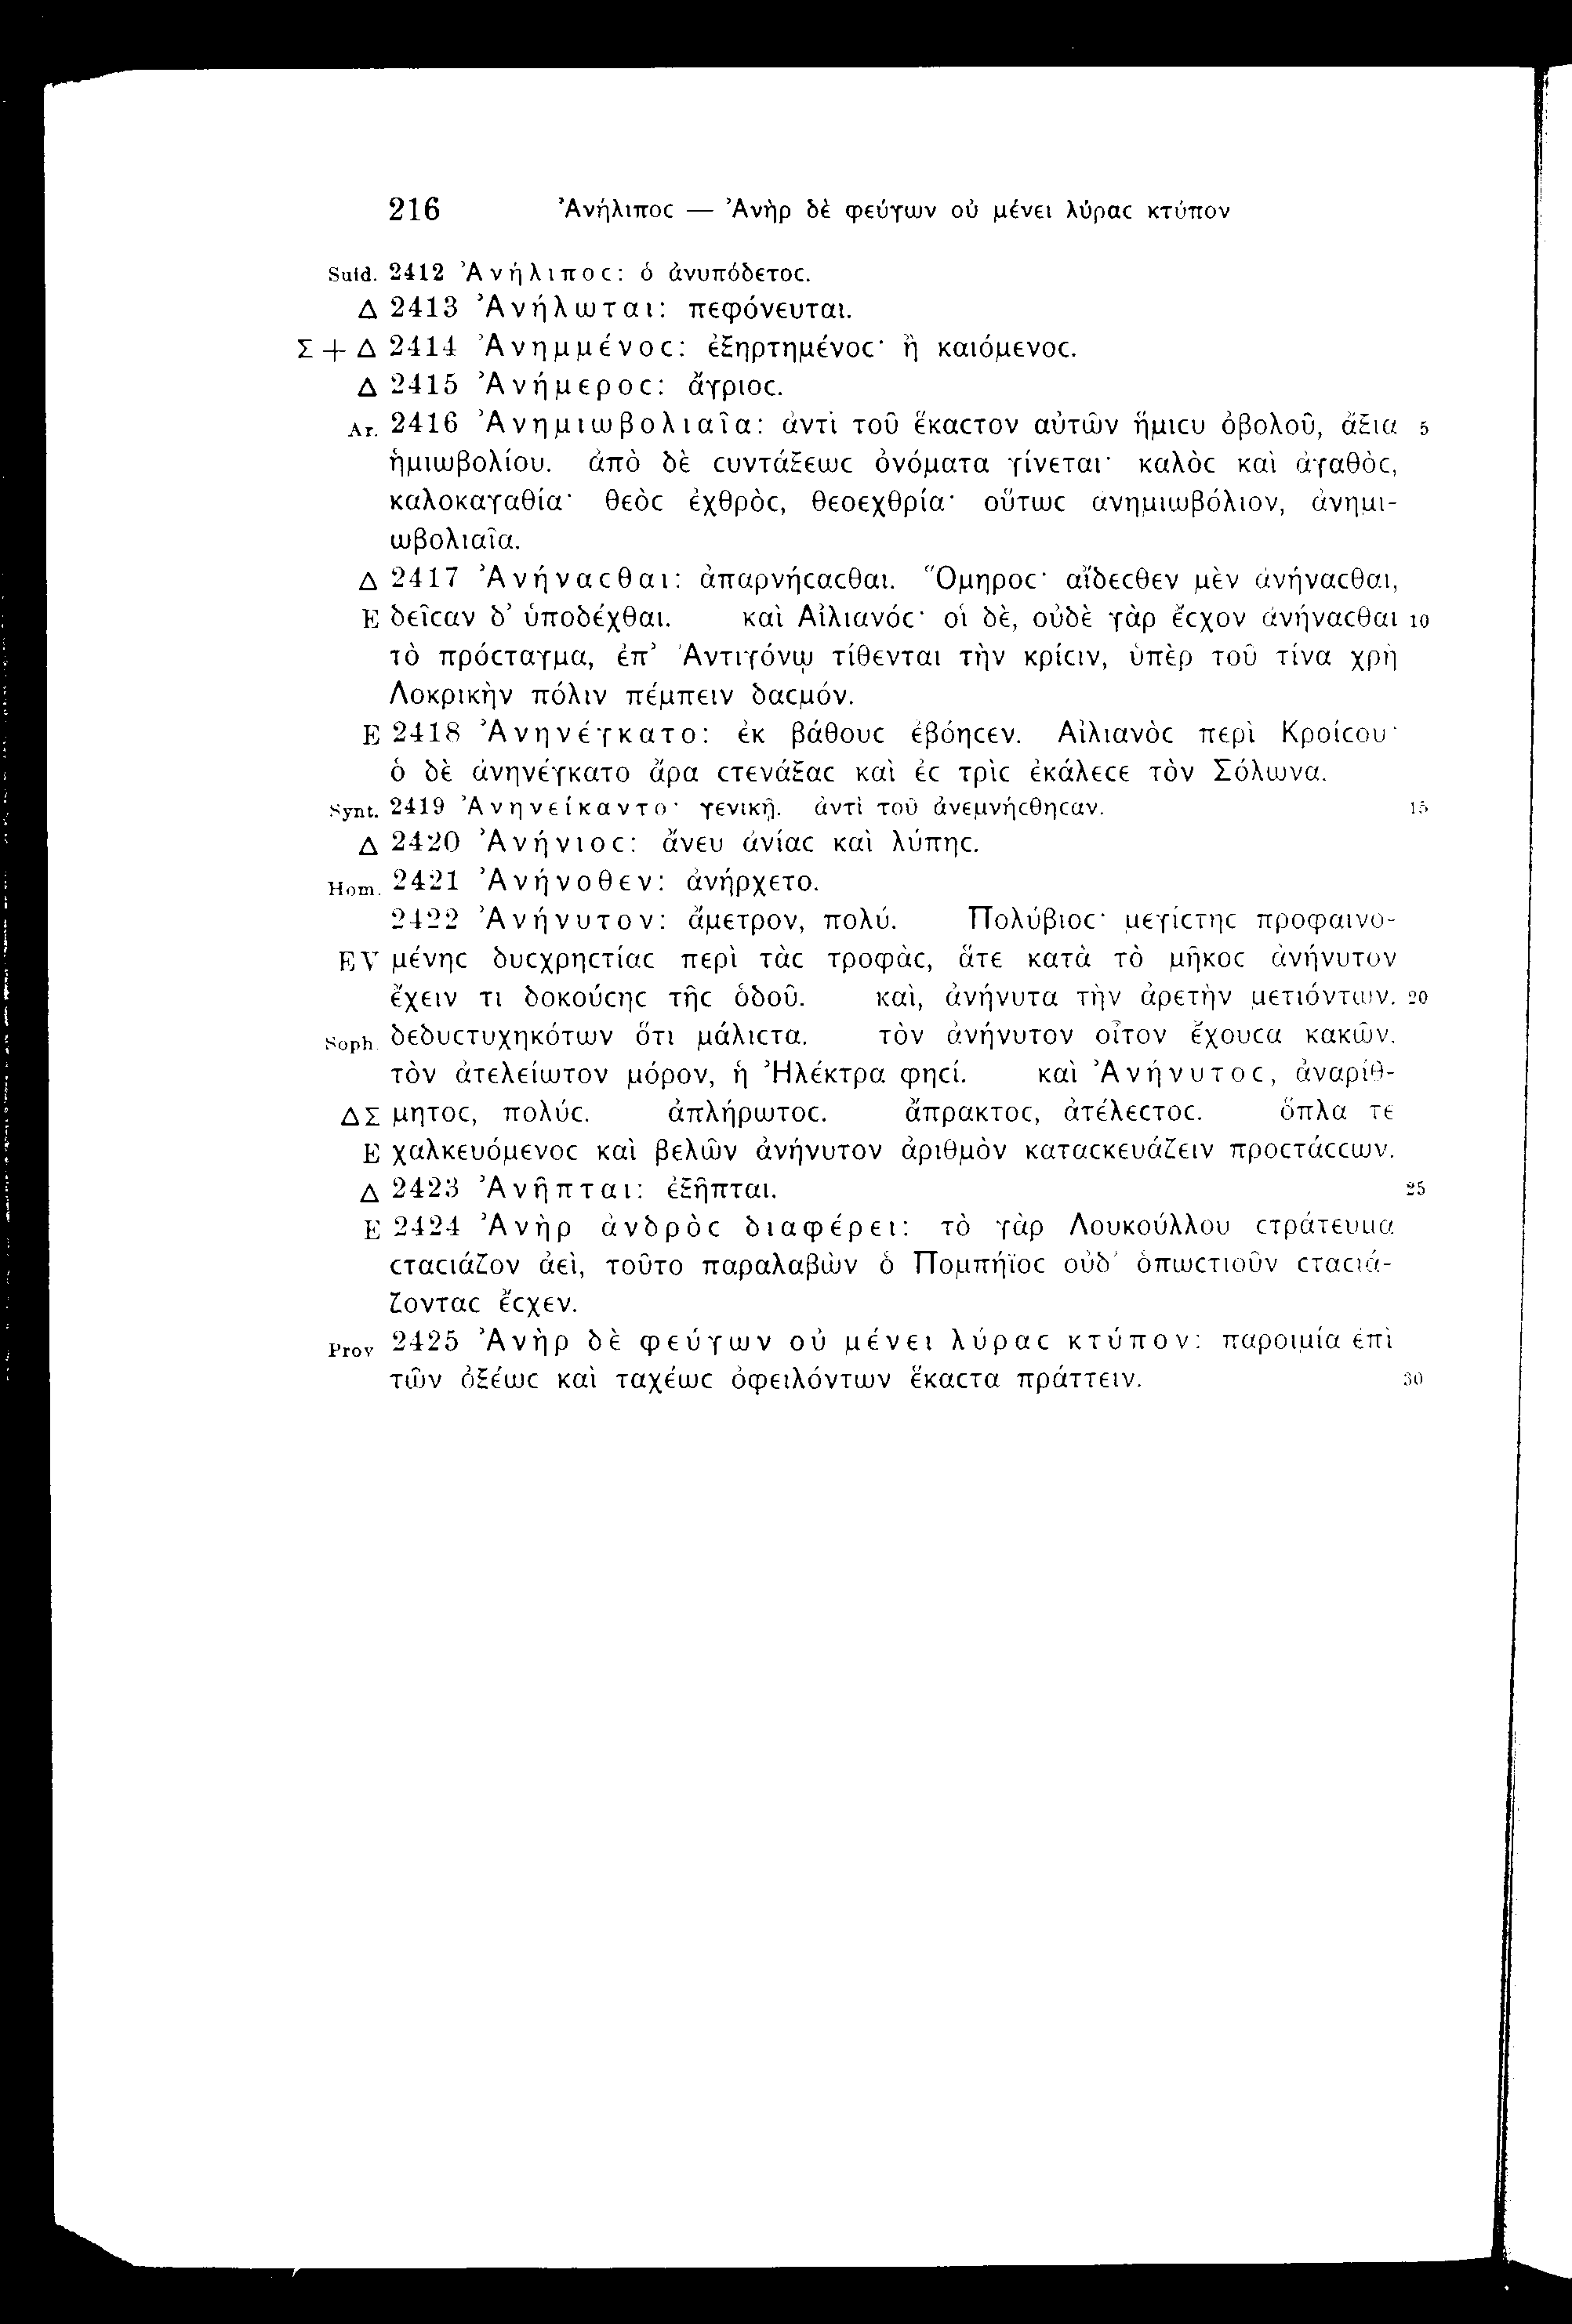 216 Ἀνήλιπος — Ἀνὴρ δὲ φεύγων οὐ μένει λύρας κτύπον
Suid. 2412 Ἀνήλιποϲ: ὁ ἀνυπόδετοϲ.
Δ 2413 Ἀνήλωται: πεφόνευται.
Σ + Δ 2414 Ἀνημμένοϲ: ἐξηρτημένοϲ· ἢ καιόμενοϲ.
Δ 2415 Ἀνήμεροϲ: ἄγριοϲ.
Ar. 2416 Ἀνημιωβολιαῖα: ἀντὶ τοῦ ἕκαϲτον αὐτῶν ἥμιϲυ ὀβολοῦ, ἄξια 5
ἡμιωβολίου. ἀπὸ δὲ ϲυντάξεωϲ ὀνόματα γίνεται· καλὸϲ καὶ ἀγαθόϲ,
καλοκαγαθία· θεὸϲ ἐχθρὸϲ, θεοεχθρία· οὕτωϲ ἀνημιωβόλιον, ἀνημι-
ωβολιαῖα.
Δ 2417 Ἀνήναϲθαι: ἀπαρνήϲαϲθαι. Ὅμηροϲ· αἴδεϲθεν μὲν ἀνήναϲθαι,
E δεῖϲαν δ' ὑποδέχθαι. καὶ Αἰλιανόϲ· οἱ δὲ, οὐδὲ γὰρ ἔϲχον ἀνήναϲθαι 10
τὸ πρόϲταγμα, ἐπ' Ἀντιγόνῳ τίθενται τὴν κρίϲιν, ὑπὲρ τοῦ τίνα χρὴ
Λοκρικὴν πόλιν πέμπειν δαϲμόν.
E 2418 Ἀνηνέγκατο: ἐκ βάθουϲ ἐβόηϲεν. Αἰλιανὸϲ περὶ Κροίϲου·
ὁ δὲ ἀνηνέγκατο ἄρα ϲτενάξαϲ καὶ ἐϲ τρὶϲ ἐκάλεϲε τὸν Σόλωνα.
Synt. 2419 Ἀνηνείκαντο· γενικῇ. ἀντὶ τοῦ ἀνεμνήϲθηϲαν. 15
Δ 2420 Ἀνήνιοϲ: ἄνευ ἀνίαϲ καὶ λύπηϲ.
Hom. 2421 Ἀνήνοθεν: ἀνήρχετο.
2422 Ἀνήνυτον: ἄμετρον, πολύ. Πολύβιοϲ· μεγίϲτηϲ προφαινο-
EV μένηϲ δυϲχρηϲτίαϲ περὶ τὰϲ τροφὰϲ, ἅτε κατὰ τὸ μῆκοϲ ἀνήνυτον
ἔχειν τι δοκούϲηϲ τῆϲ ὁδοῦ. καὶ, ἀνήνυτα τὴν ἀρετὴν μετιόντων. 20
Soph. δεδυϲτυχηκότων ὅτι μάλιϲτα. τὸν ἀνήνυτον οἶτον ἔχουϲα κακῶν.
τὸν ἀτελείωτον μόρον, ἡ Ἠλέκτρα φηϲί. καὶ Ἀνήνυτοϲ, ἀναρίθ-
ΔΣ μητοϲ, πολύϲ. ἀπλήρωτοϲ. ἄπρακτοϲ, ἀτέλεϲτοϲ. ὅπλα τε
E χαλκευόμενοϲ καὶ βελῶν ἀνήνυτον ἀριθμὸν καταϲκευάζειν προϲτάϲϲων.
Δ 2423 Ἀνῆπται: ἐξῆπται. 25
E 2424 Ἀνὴρ ἀνδρὸϲ διαφέρει: τὸ γὰρ Λουκούλλου ϲτράτευμα
ϲταϲιάζον ἀεὶ, τοῦτο παραλαβὼν ὁ Πομπήϊοϲ οὐδ' ὁπωϲτιοῦν ϲταϲιά-
ζονταϲ ἔϲχεν.
Prov 2425 Ἀνὴρ δὲ φεύγων οὐ μένει λύραϲ κτύπον: παροιμία ἐπὶ
τῶν ὀξέωϲ καὶ ταχέωϲ ὀφειλόντων ἕκαϲτα πράττειν. 30